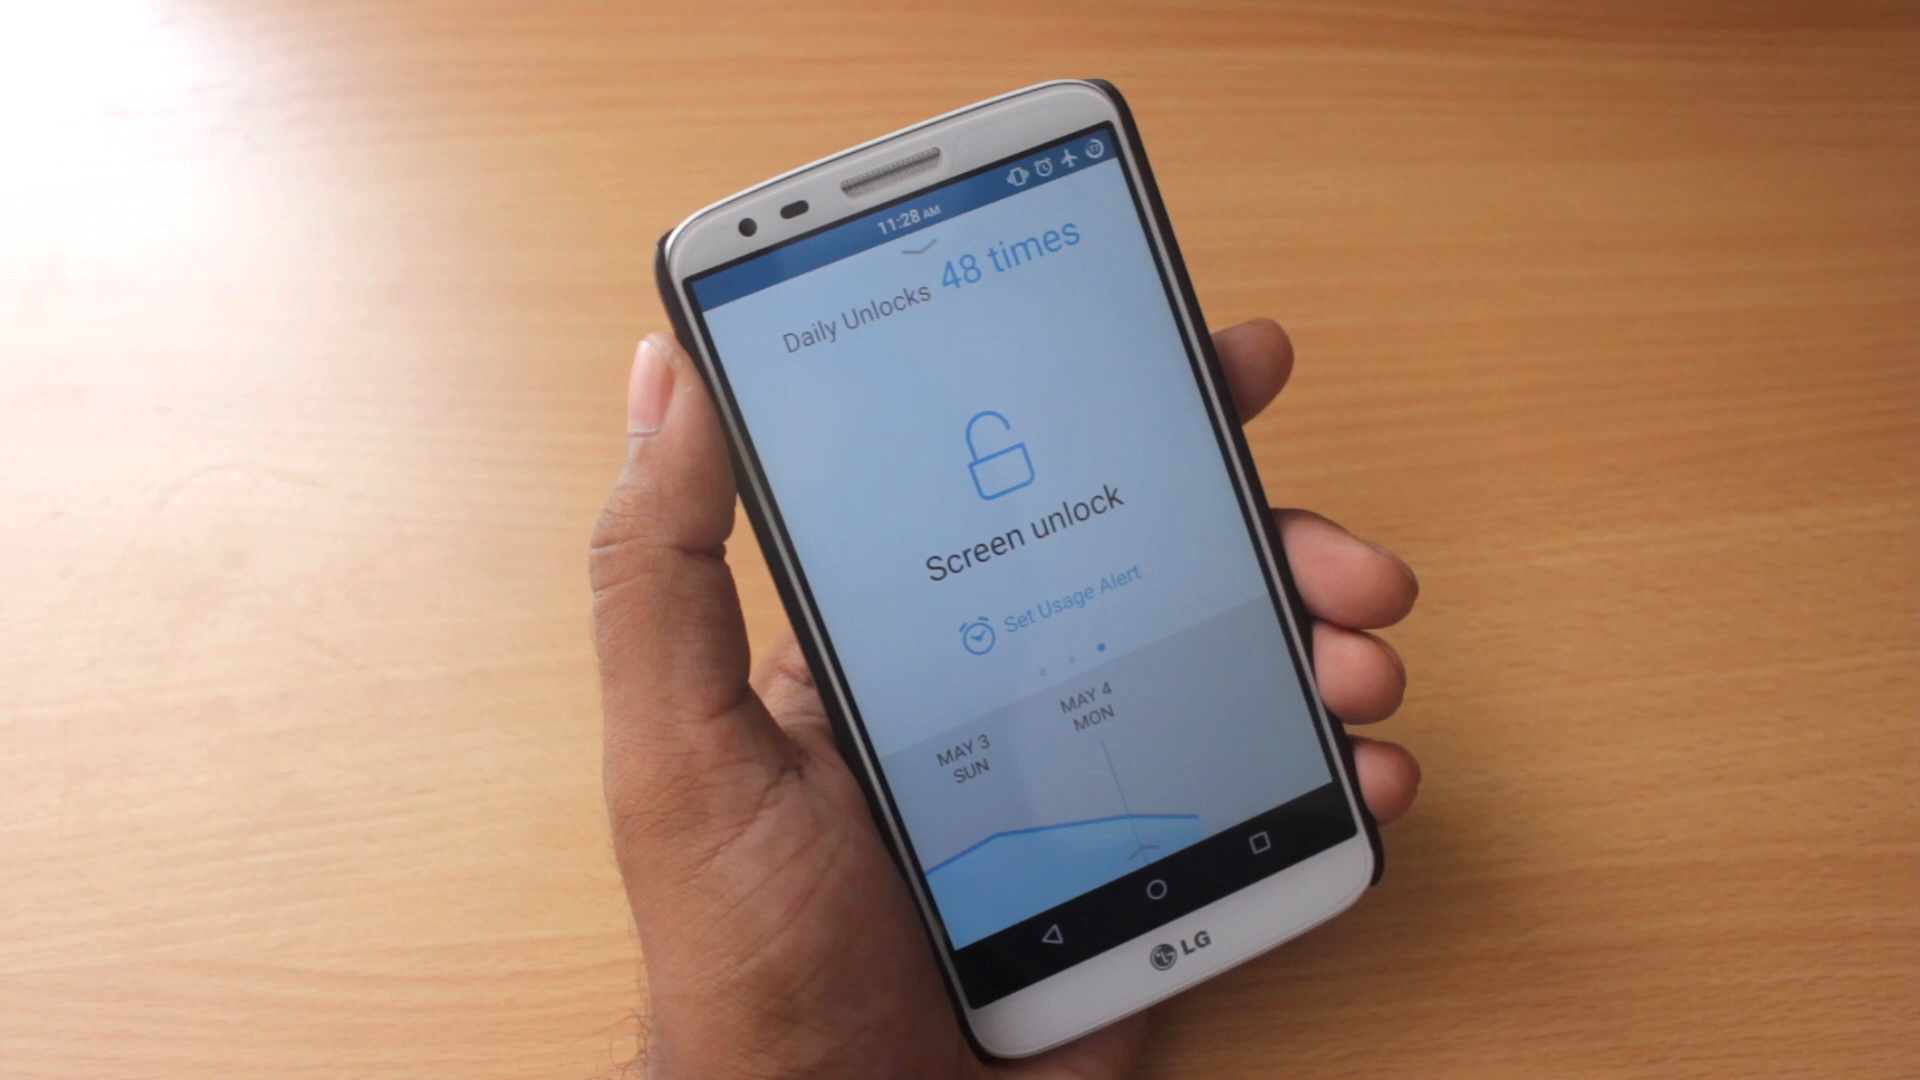 11:28 AM
Daily Unlocks 48 times
Screen unlock
Set Usage Alert
MAY 3
SUN
MAY 4
MON
LG